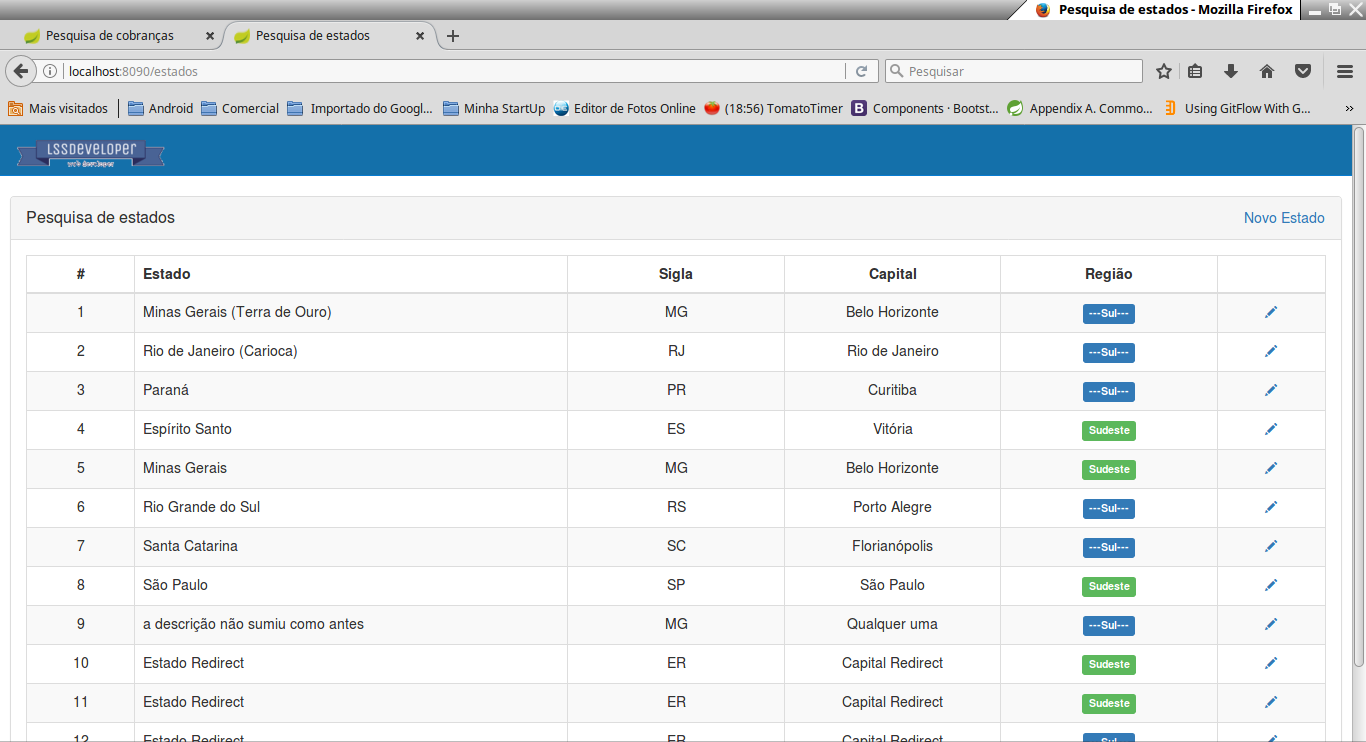 Pesquisa de estados - Mozilla Firefox
Pesquisa de cobranças
Pesquisa de estados
localhost:8090/estados
Pesquisar
Mais visitados
Android
Comercial
Importado do Googl...
Minha StartUp
Editor de Fotos Online
(18:56) TomatoTimer
B Components · Bootst...
Appendix A. Commo...
Using GitFlow With G...
LSSDeveloper
Pesquisa de estados
Novo Estado
# Estado Sigla Capital Região
1 Minas Gerais (Terra de Ouro) MG Belo Horizonte ---Sul---
2 Rio de Janeiro (Carioca) RJ Rio de Janeiro ---Sul---
3 Paraná PR Curitiba ---Sul---
4 Espírito Santo ES Vitória Sudeste
5 Minas Gerais MG Belo Horizonte Sudeste
6 Rio Grande do Sul RS Porto Alegre ---Sul---
7 Santa Catarina SC Florianópolis ---Sul---
8 São Paulo SP São Paulo Sudeste
9 a descrição não sumiu como antes MG Qualquer uma ---Sul---
10 Estado Redirect ER Capital Redirect Sudeste
11 Estado Redirect ER Capital Redirect Sudeste
12 Estado Redirect ER Capital Redirect ---Sul---